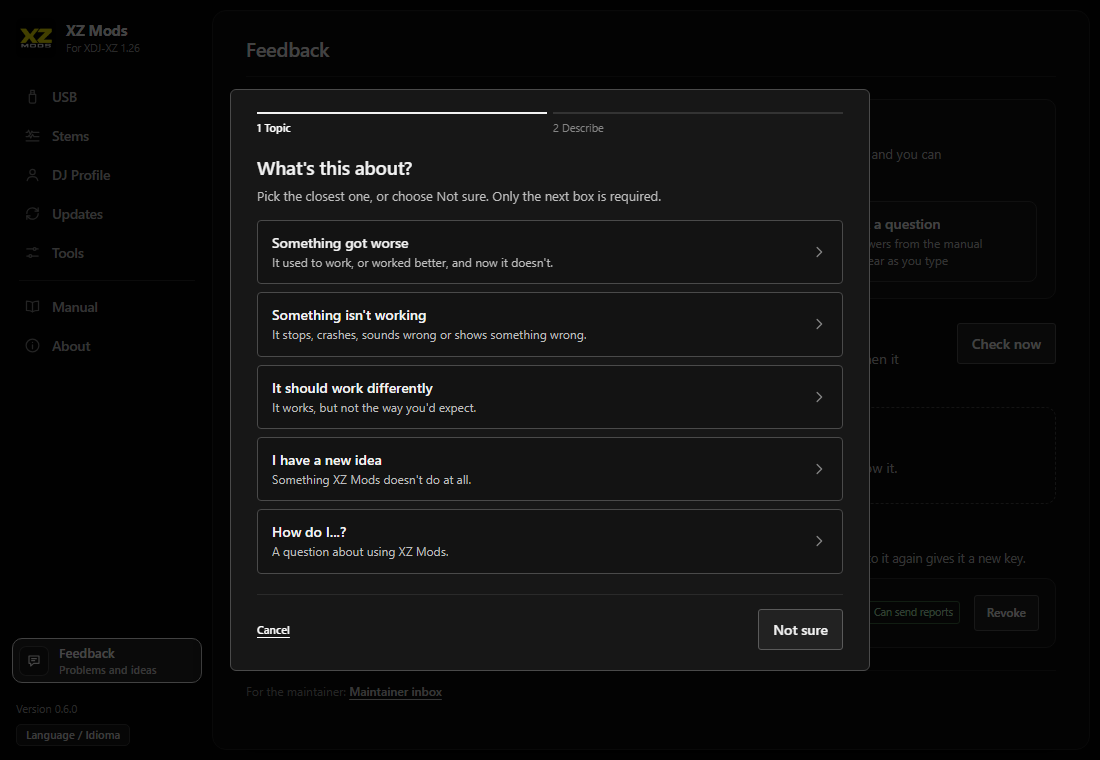 XZ MODS
XZ Mods
For XDJ-XZ 1.26
USB
Stems
DJ Profile
Updates
Tools
Manual
About
Feedback
Problems and ideas
Version 0.6.0
Language / Idioma
Feedback
1 Topic
2 Describe
What's this about?
Pick the closest one, or choose Not sure. Only the next box is required.
Something got worse
It used to work, or worked better, and now it doesn't.
Something isn't working
It stops, crashes, sounds wrong or shows something wrong.
It should work differently
It works, but not the way you'd expect.
I have a new idea
Something XZ Mods doesn't do at all.
How do I...?
A question about using XZ Mods.
Cancel
Not sure
and you can
a question
from the manual
as you type
Check now
it
it.
it again gives it a new key.
Can send reports
Revoke
For the maintainer: Maintainer inbox